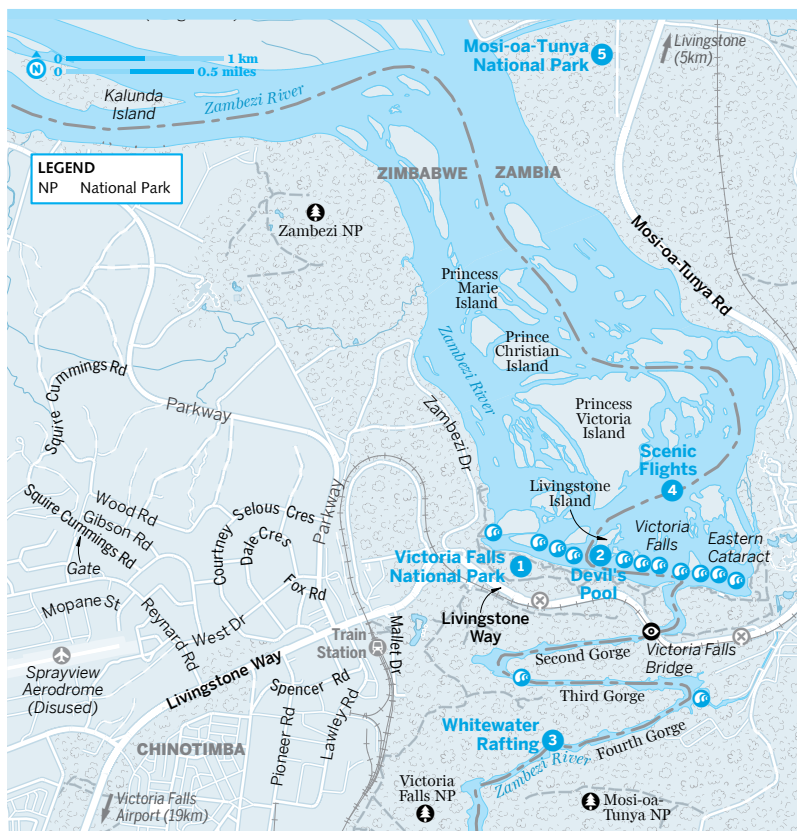 0
1 km
N
0
0.5 miles
Mosi-oa-Tunya
National Park
5
Livingstone
(5km)
Kalunda
Island
Zambezi River
LEGEND
NP National Park
ZIMBABWE
ZAMBIA
Zambezi NP
Mosi-oa-Tunya Rd
Princess
Marie
Island
Prince
Christian
Island
Zambezi River
Squire Cummings Rd
Parkway
Zambezi Dr
Princess
Victoria
Island
Scenic
Flights
4
Livingstone
Island
Wood Rd
Gibson Rd
Squire Cummings Rd
Gate
Courtney Selous Cres
Dale Cres
Parkway
Fox Rd
Victoria
Falls
Eastern
Cataract
Victoria Falls
National Park
1
2
Devil's
Pool
Mopane St
Reynard Rd
West Dr
Livingstone
Way
Mallet Dr
Train
Station
Second Gorge
Victoria Falls
Bridge
Sprayview
Aerodrome
(Disused)
Livingstone Way
Spencer Rd
Pioneer Rd
Lawley Rd
Third Gorge
CHINOTIMBA
Whitewater
Rafting
3
Fourth Gorge
Zambezi River
Victoria Falls
Airport (19km)
Victoria
Falls NP
Mosi-oa-
Tunya NP